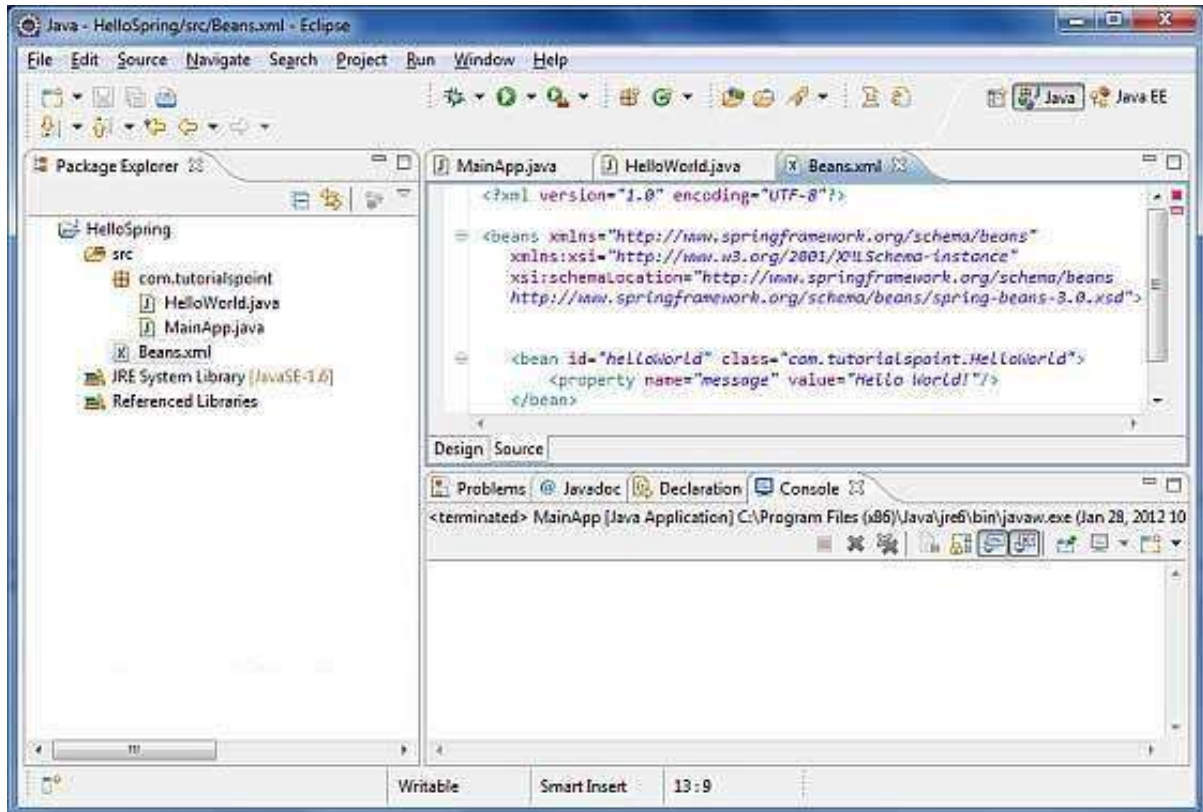 Java - HelloSpring/src/Beans.xml - Eclipse
File Edit Source Navigate Search Project Run Window Help
Java Java EE
Package Explorer
HelloSpring
src
com.tutorialspoint
HelloWorld.java
MainApp.java
Beans.xml
JRE System Library [JavaSE-1.6]
Referenced Libraries
MainApp.java HelloWorld.java Beans.xml
<?xml version="1.0" encoding="UTF-8"?>
<beans xmlns="http://www.springframework.org/schema/beans"
xmlns:xsi="http://www.w3.org/2001/XMLSchema-instance"
xsi:schemaLocation="http://www.springframework.org/schema/beans
http://www.springframework.org/schema/beans/spring-beans-3.0.xsd">
<bean id="helloWorld" class="com.tutorialspoint.HelloWorld">
<property name="message" value="Hello World!"/>
</bean>
Design Source
Problems @ Javadoc Declaration Console
<terminated> MainApp [Java Application] C:\Program Files (x86)\Java\jre6\bin\javaw.exe (Jan 28, 2012 10
Writable Smart Insert 13 : 9